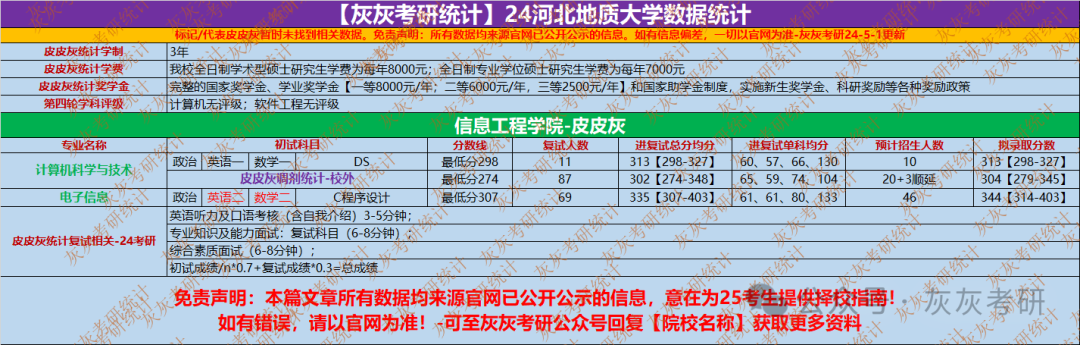 【灰灰考研统计】24河北地质大学数据统计
标记/代表皮皮灰暂时未找到相关数据。免责声明：所有数据均来源官网已公开公示的信息。如有信息偏差，一切以官网为准-灰灰考研24-5-1更新
皮皮灰统计学制 3年
皮皮灰统计学费 我校全日制学术型硕士研究生学费为每年8000元；全日制专业学位硕士研究生学费为每年7000元
皮皮灰统计奖学金 完整的国家奖学金、学业奖学金【一等8000元/年；二等6000元/年，三等2500元/年】和国家助学金制度，实施新生奖学金、科研奖励等各种奖助政策
第四轮学科评级 计算机无评级；软件工程无评级
信息工程学院-皮皮灰
专业名称 初试科目 分数线 复试人数 进复试总分均分 进复试单科均分 预计招生人数 拟录取分数
计算机科学与技术 政治 英语一 数学一 DS 最低分298 11 313【298-327】 60、57、66、130 10 313【298-327】
皮皮灰调剂统计-校外 最低分274 87 302【274-348】 65、59、74、104 20+3顺延 304【279-345】
电子信息 政治 英语二 数学二 C程序设计 最低分307 69 335【307-403】 61、61、80、133 46 344【314-403】
皮皮灰统计复试相关-24考研 英语听力及口语考核（含自我介绍）3-5分钟；
专业知识及能力面试：复试科目（6-8分钟）；
综合素质面试（6-8分钟）；
初试成绩/n*0.7+复试成绩*0.3=总成绩
免责声明：本篇文章所有数据均来源官网已公开公示的信息，意在为25考生提供择校指南！
如有错误，请以官网为准！-可至灰灰考研公众号回复【院校名称】获取更多资料
公众号·灰灰考研